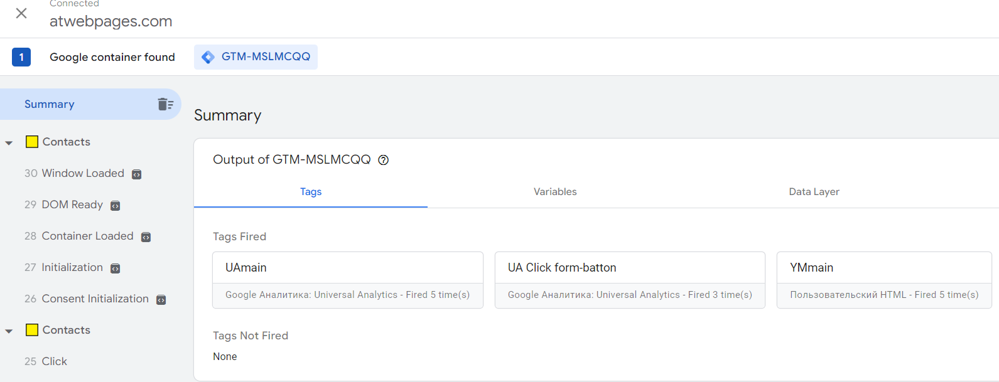 Connected
atwebpages.com
1 Google container found GTM-MSLMCQQ
Summary
Contacts
30 Window Loaded
29 DOM Ready
28 Container Loaded
27 Initialization
26 Consent Initialization
Contacts
25 Click
Summary
Output of GTM-MSLMCQQ
Tags Variables Data Layer
Tags Fired
UAmain
Google Аналитика: Universal Analytics - Fired 5 time(s)
UA Click form-batton
Google Аналитика: Universal Analytics - Fired 3 time(s)
YMmain
Пользовательский HTML - Fired 5 time(s)
Tags Not Fired
None